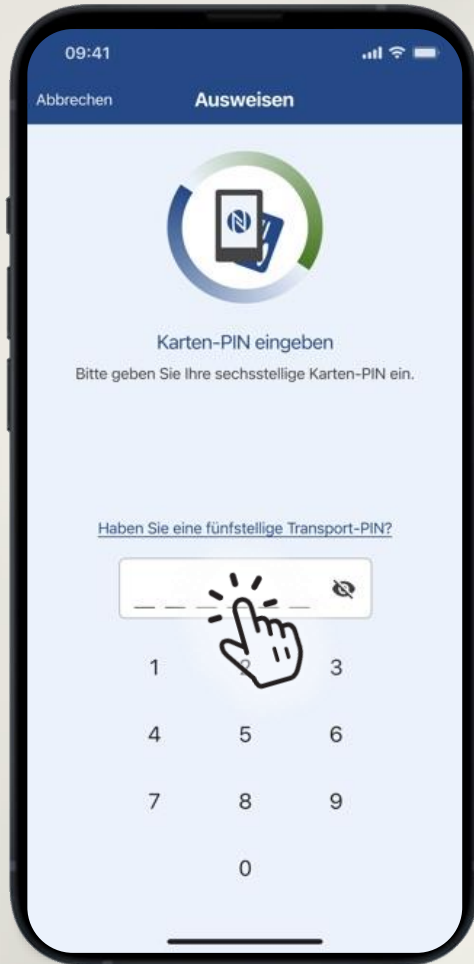 09:41
Abbrechen Ausweisen
Karten-PIN eingeben
Bitte geben Sie Ihre sechsstellige Karten-PIN ein.
Haben Sie eine fünfstellige Transport-PIN?
1 2 3
4 5 6
7 8 9
0